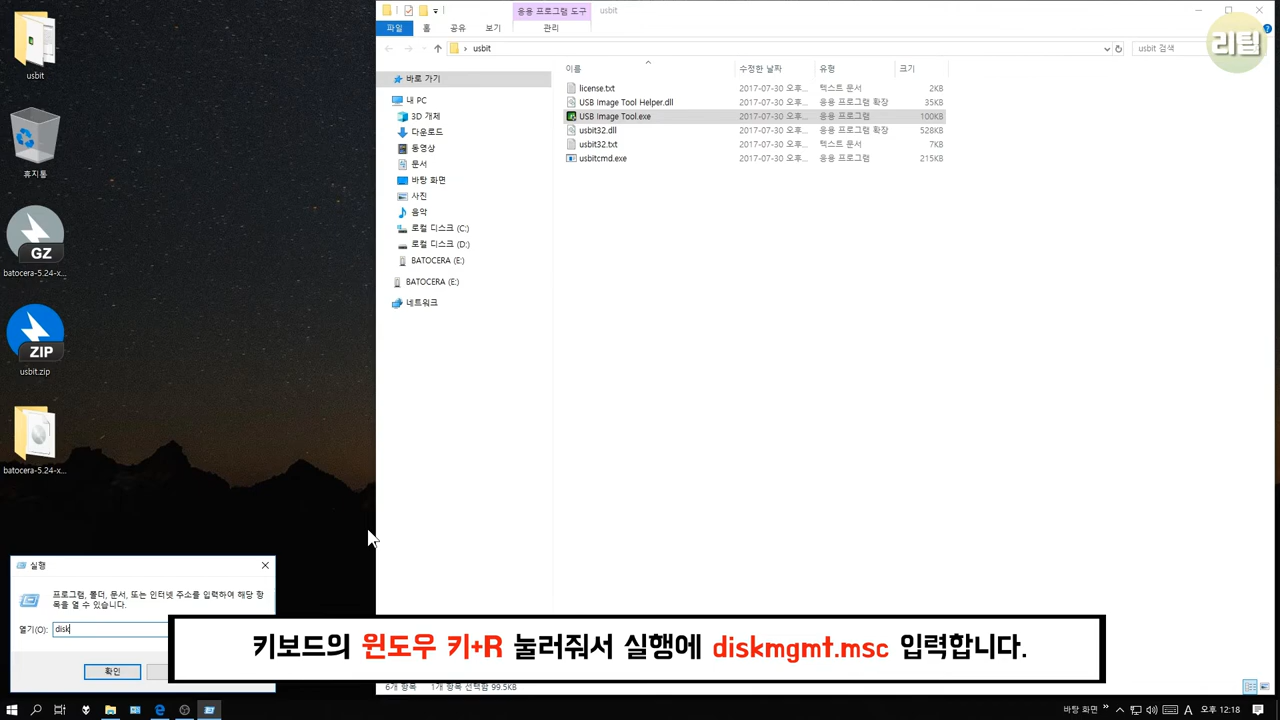 usbit
휴지통
GZ
batocera-5.24-x...
ZIP
usbit.zip
batocera-5.24-x...
응용 프로그램 도구
usbit
파일
홈
공유
보기
관리
usbit
usbit 검색
리팁
바로 가기
내 PC
3D 개체
다운로드
동영상
문서
바탕 화면
사진
음악
로컬 디스크 (C:)
로컬 디스크 (D:)
BATOCERA (E:)
BATOCERA (E:)
네트워크
이름 수정한 날짜 유형 크기
license.txt 2017-07-30 오후... 텍스트 문서 2KB
USB Image Tool Helper.dll 2017-07-30 오후... 응용 프로그램 확장 35KB
USB Image Tool.exe 2017-07-30 오후... 응용 프로그램 100KB
usbit32.dll 2017-07-30 오후... 응용 프로그램 확장 528KB
usbit32.txt 2017-07-30 오후... 텍스트 문서 7KB
usbitcmd.exe 2017-07-30 오후... 응용 프로그램 215KB
실행
프로그램, 폴더, 문서, 또는 인터넷 주소를 입력하여 해당 항
목을 열 수 있습니다.
열기(O): disk
확인
키보드의 윈도우 키+R 눌러줘서 실행에 diskmgmt.msc 입력합니다.
6개 항목 1개 항목 선택함 99.5KB
바탕 화면 A 오후 12:18